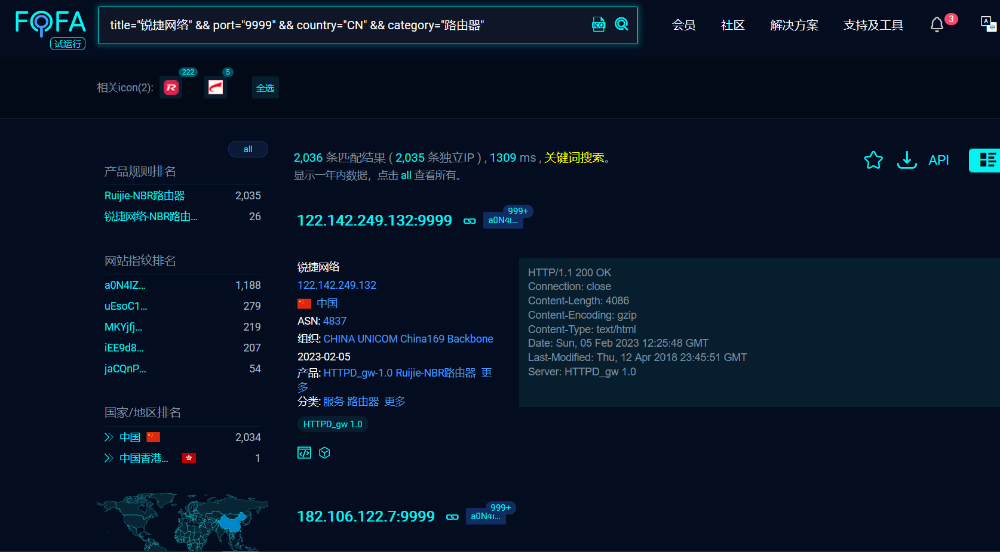 FOFA
试运行
title="锐捷网络" && port="9999" && country="CN" && category="路由器"
ICO
会员
社区
解决方案
支持及工具
3
A
中
相关icon(2):
222
5
全选
all
产品规则排名
Ruijie-NBR路由器 2,035
锐捷网络-NBR路由... 26
网站指纹排名
a0N4IZ... 1,188
uEsoC1... 279
MKYjfj... 219
iEE9d8... 207
jaCQnP... 54
国家/地区排名
中国 2,034
中国香港... 1
2,036 条匹配结果 ( 2,035 条独立IP ) , 1309 ms , 关键词搜索。
显示一年内数据，点击 all 查看所有。
API
122.142.249.132:9999
999+
a0N4I...
锐捷网络
122.142.249.132
中国
ASN: 4837
组织: CHINA UNICOM China169 Backbone
2023-02-05
产品: HTTPD_gw-1.0 Ruijie-NBR路由器 更
多
分类: 服务 路由器 更多
HTTPD_gw 1.0
HTTP/1.1 200 OK
Connection: close
Content-Length: 4086
Content-Encoding: gzip
Content-Type: text/html
Date: Sun, 05 Feb 2023 12:25:48 GMT
Last-Modified: Thu, 12 Apr 2018 23:45:51 GMT
Server: HTTPD_gw 1.0
182.106.122.7:9999
999+
a0N4I...